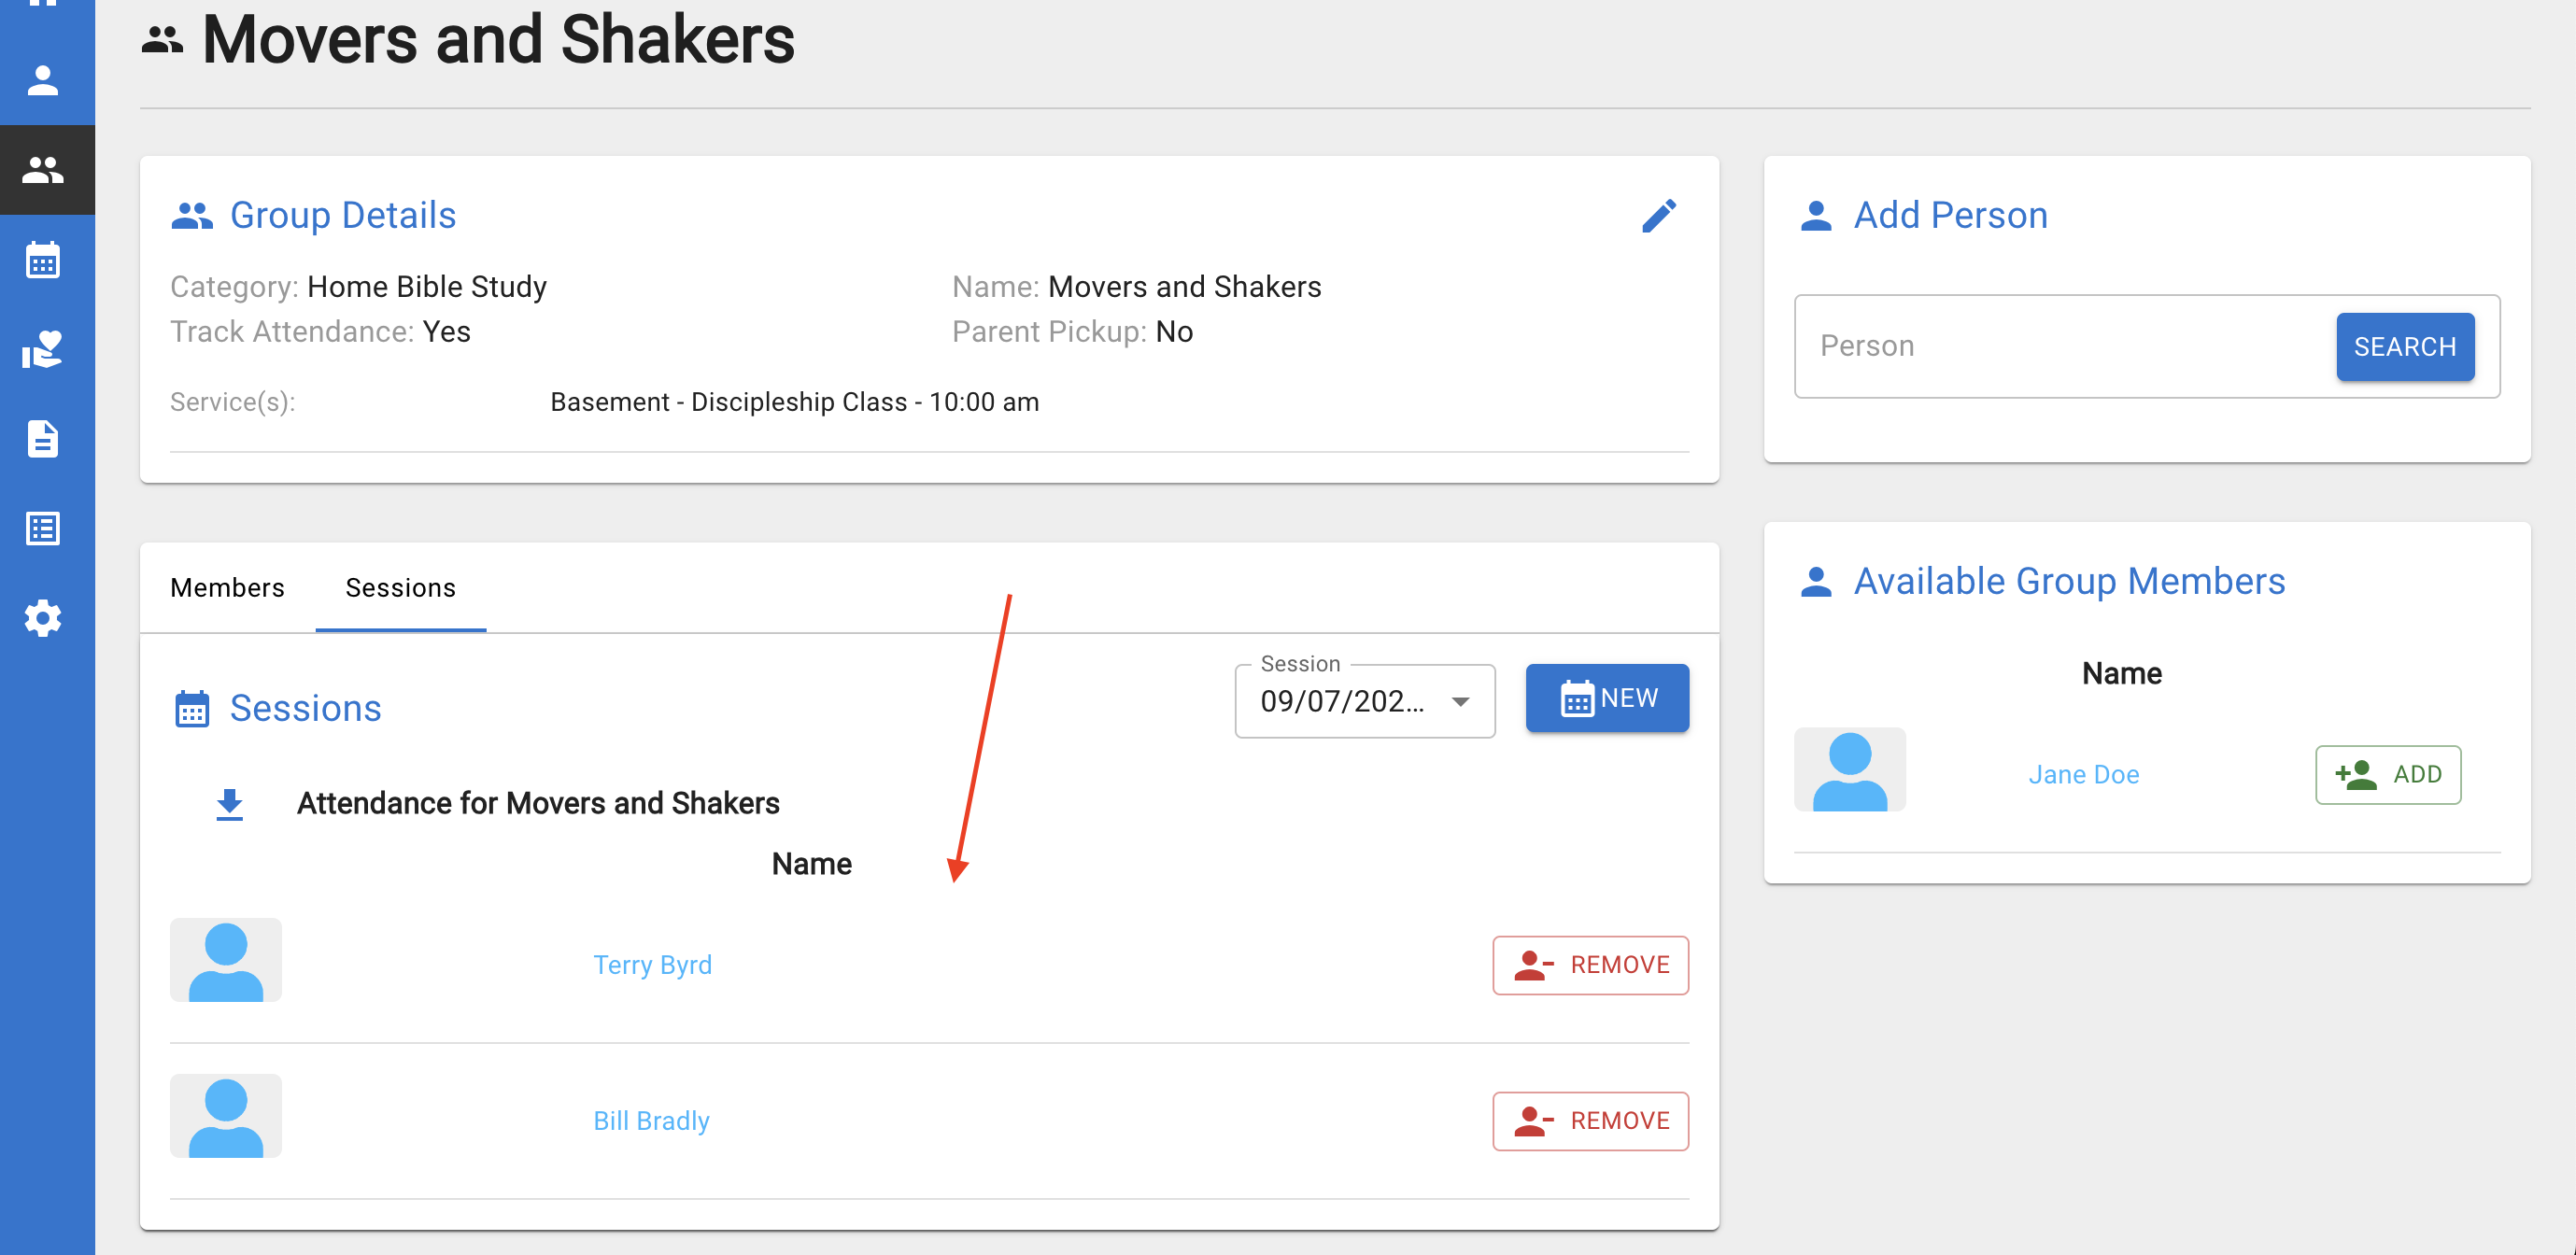 Movers and Shakers
Group Details
Category: Home Bible Study
Name: Movers and Shakers
Track Attendance: Yes
Parent Pickup: No
Service(s):
Basement - Discipleship Class - 10:00 am
Members
Sessions
Sessions
Session
09/07/202...
NEW
Attendance for Movers and Shakers
Name
Terry Byrd
REMOVE
Bill Bradly
REMOVE
Add Person
Person
SEARCH
Available Group Members
Name
Jane Doe
ADD